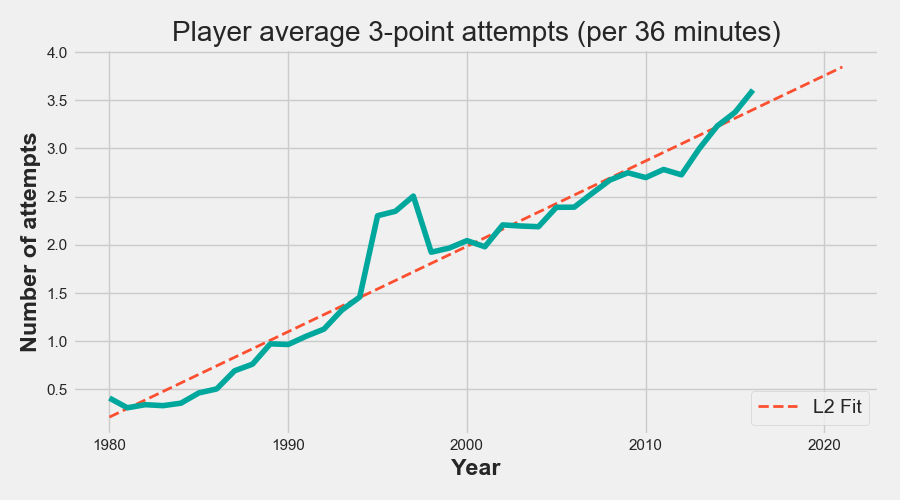 Player average 3-point attempts (per 36 minutes)
Number of attempts
4.0
3.5
3.0
2.5
2.0
1.5
1.0
0.5
L2 Fit
1980 1990 2000 2010 2020
Year